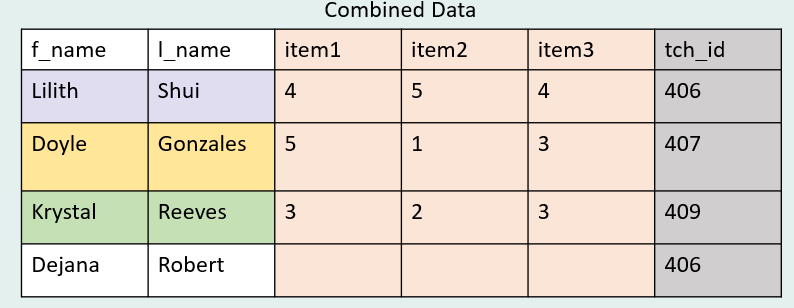 Combined Data
f_name l_name item1 item2 item3 tch_id
Lilith Shui 4 5 4 406
Doyle Gonzales 5 1 3 407
Krystal Reeves 3 2 3 409
Dejana Robert 406